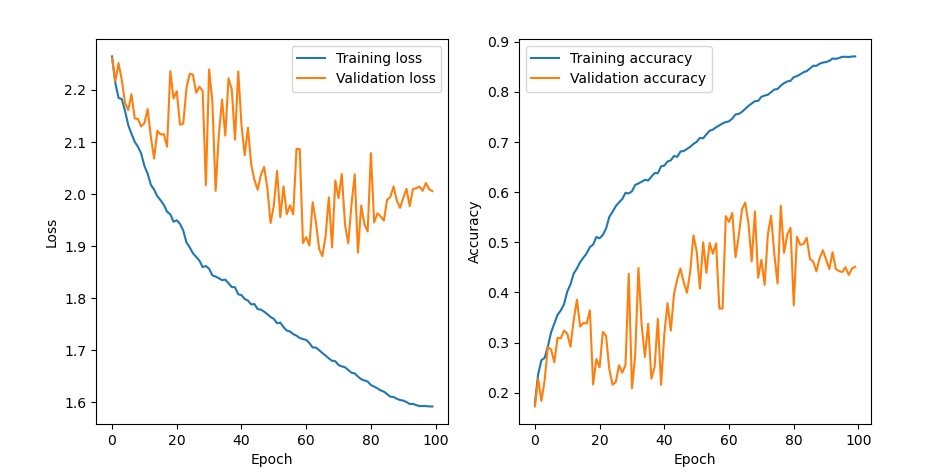 Training loss
Validation loss
2.2
2.1
2.0
1.9
1.8
1.7
1.6
Loss
0 20 40 60 80 100
Epoch
Training accuracy
Validation accuracy
0.9
0.8
0.7
0.6
0.5
0.4
0.3
0.2
Accuracy
0 20 40 60 80 100
Epoch